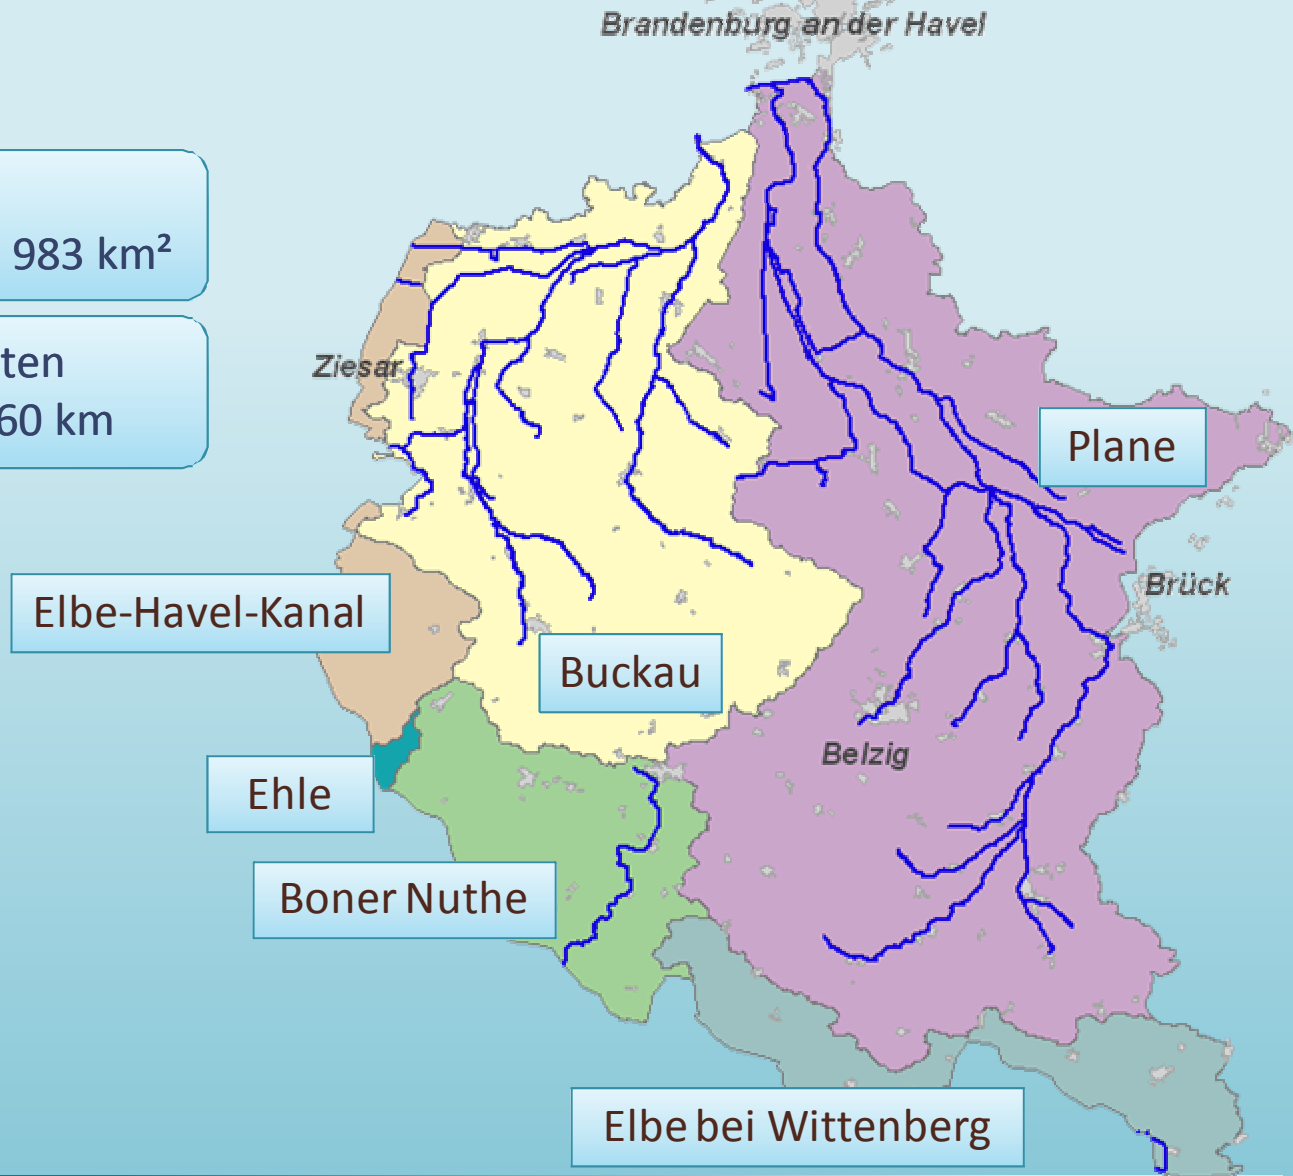 Brandenburg an der Havel
983 km²
ten
60 km
Ziesar
Plane
Brück
Elbe-Havel-Kanal
Buckau
Belzig
Ehle
Boner Nuthe
Elbe bei Wittenberg